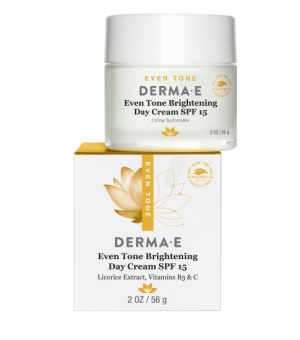 EVEN TONE
DERMA·E
Even Tone Brightening
Day Cream SPF 15
Crème hydratante
2 OZ / 56 g
EVEN TONE
DERMA·E
Even Tone Brightening
Day Cream SPF 15
Licorice Extract, Vitamins B3 & C
2 OZ / 56 g